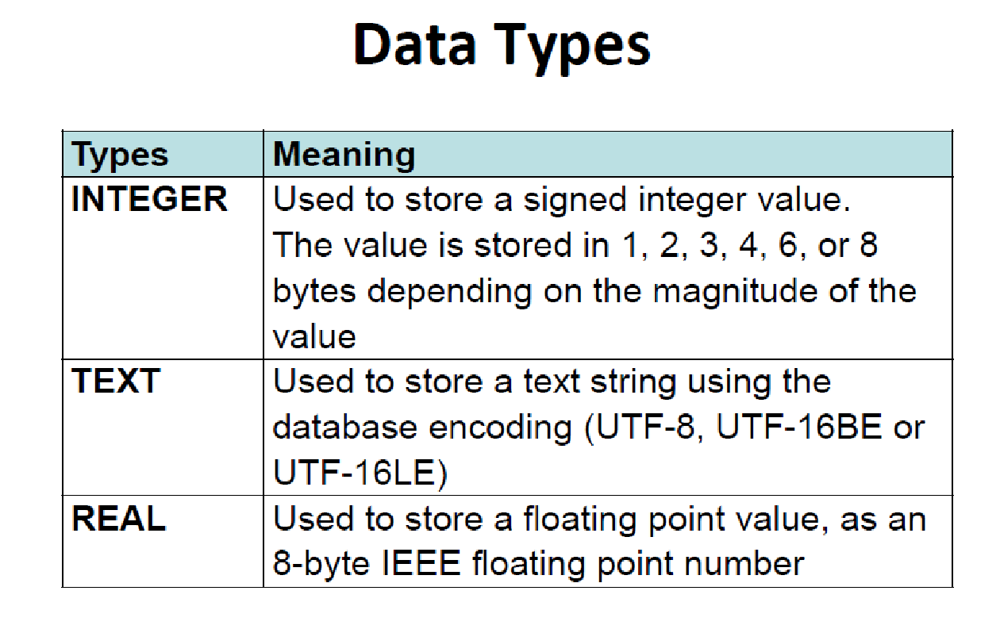 Data Types
Types Meaning
INTEGER Used to store a signed integer value.
The value is stored in 1, 2, 3, 4, 6, or 8
bytes depending on the magnitude of the
value
TEXT Used to store a text string using the
database encoding (UTF-8, UTF-16BE or
UTF-16LE)
REAL Used to store a floating point value, as an
8-byte IEEE floating point number